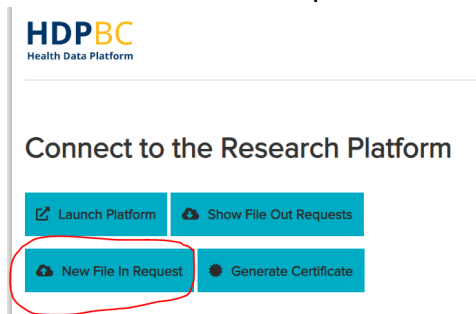 HDPBC
Health Data Platform
Connect to the Research Platform
Launch Platform
Show File Out Requests
New File In Request
Generate Certificate